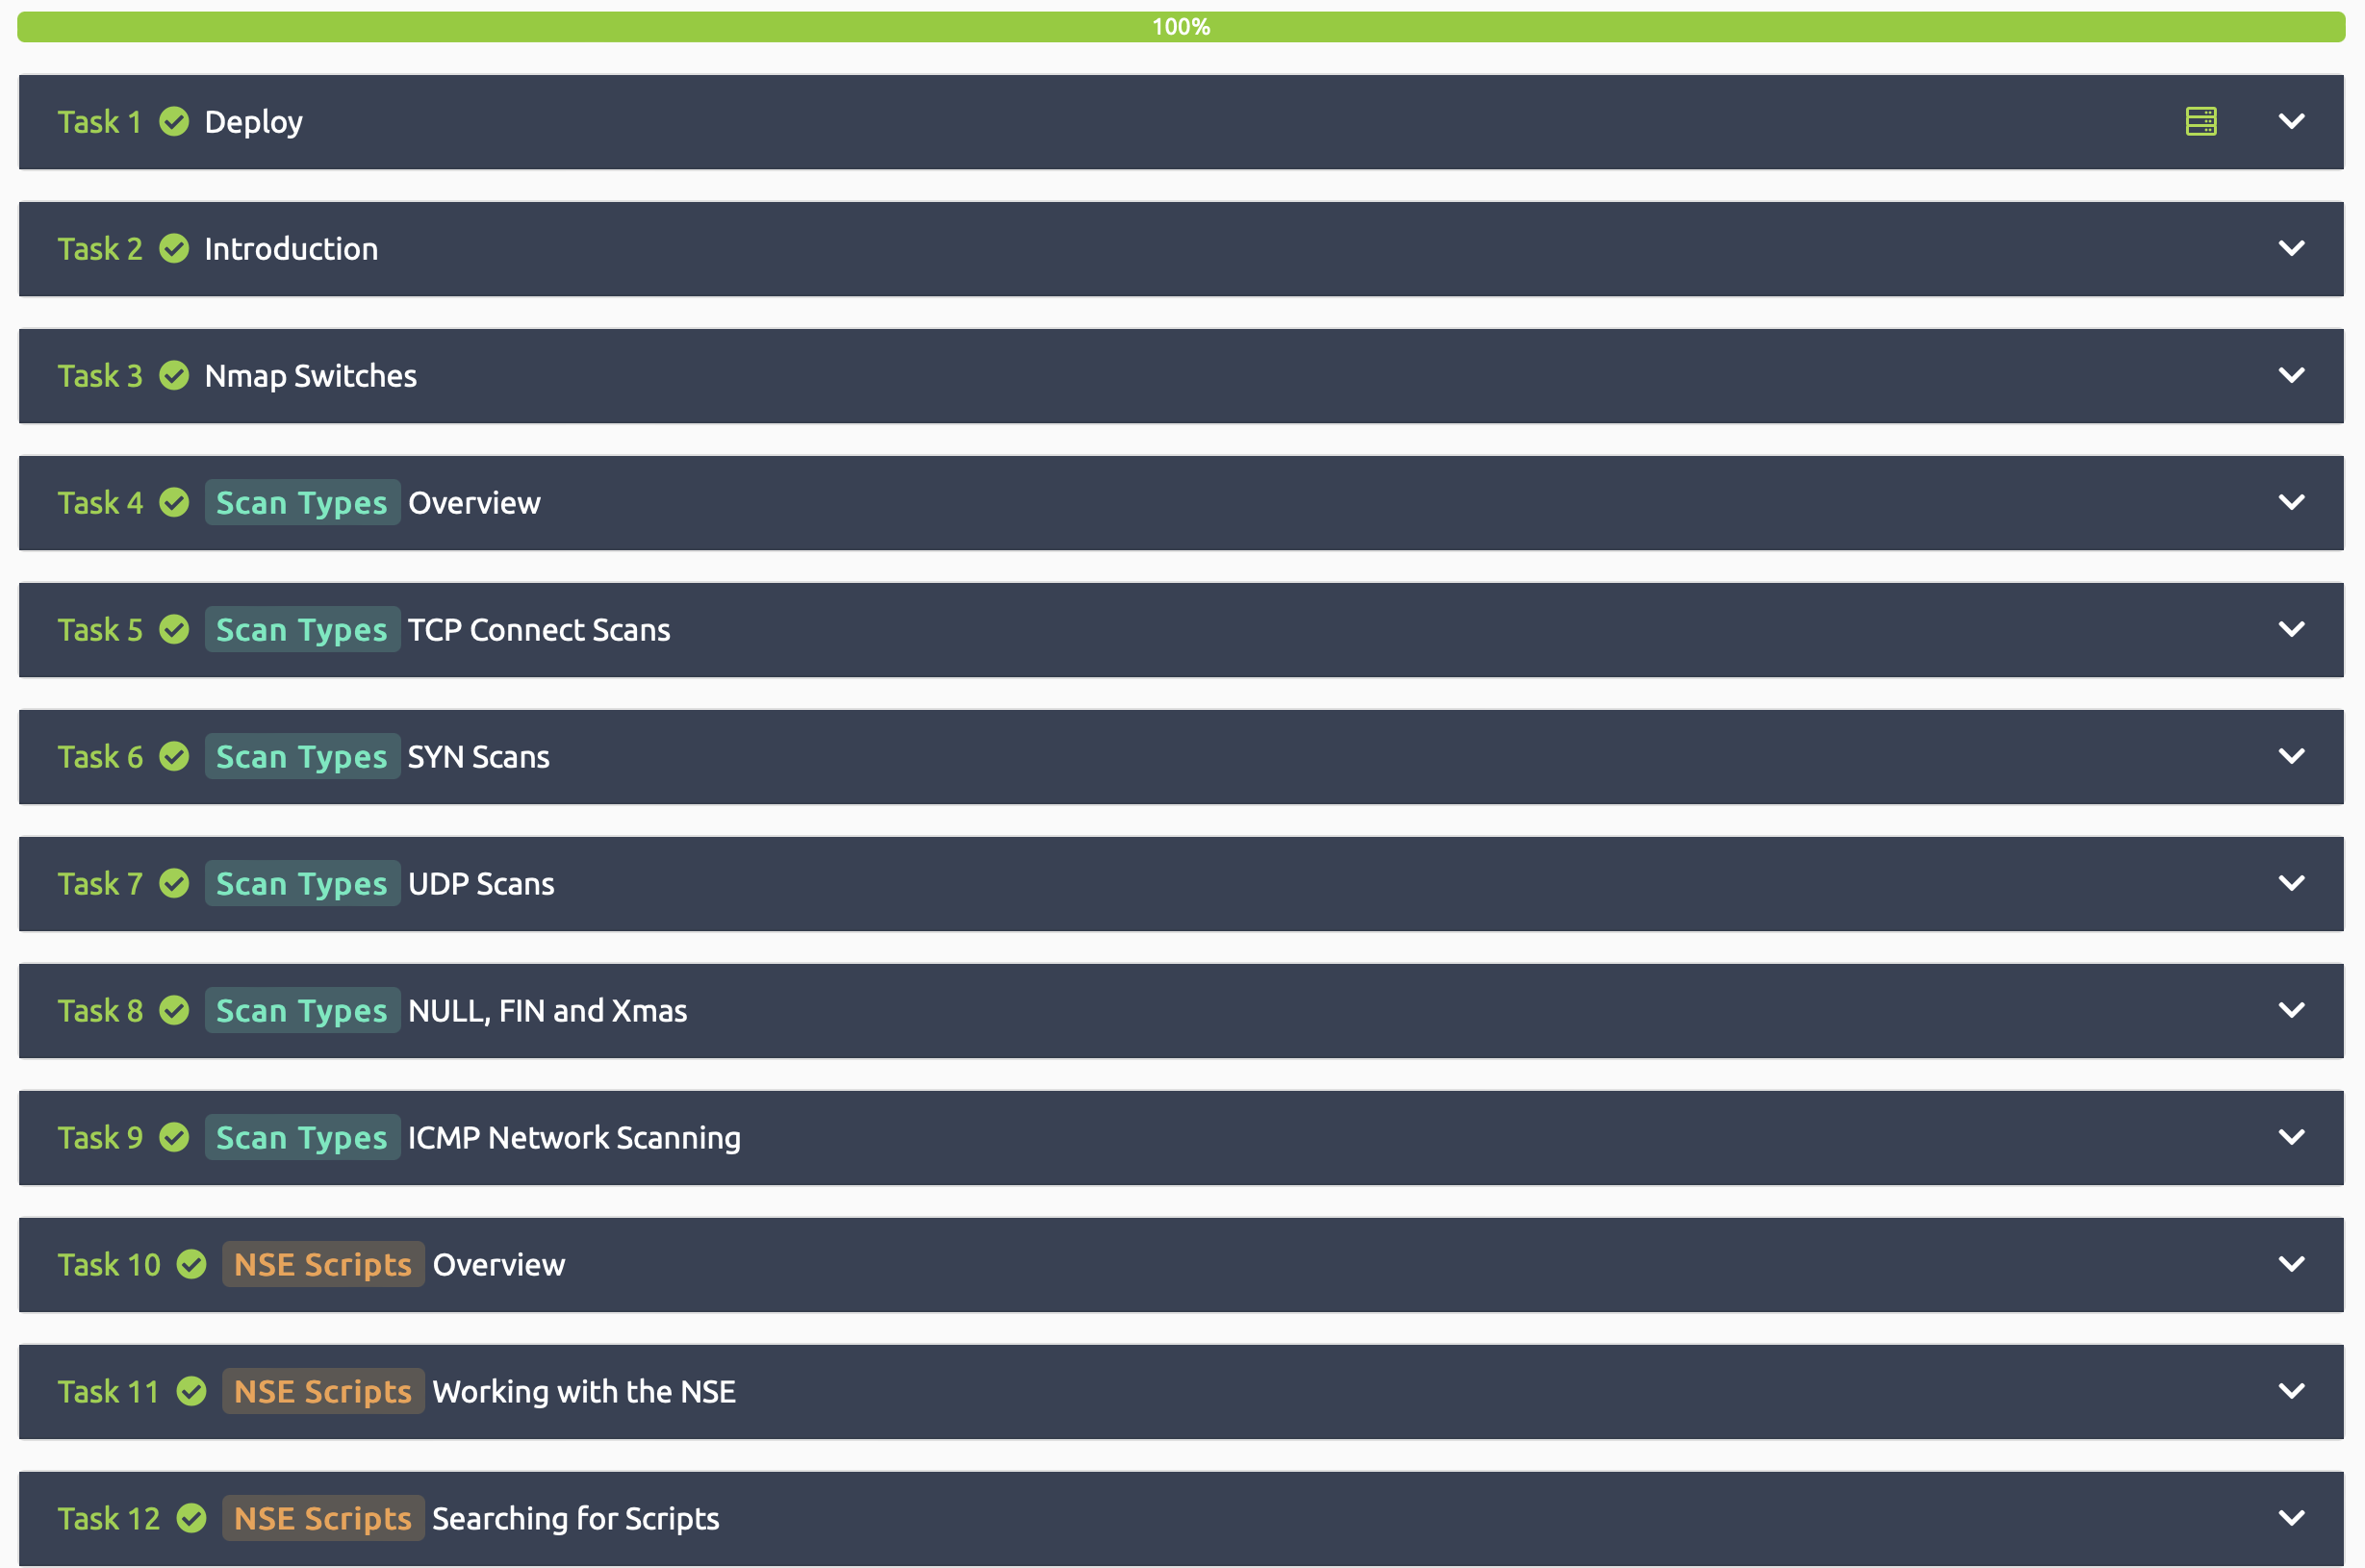 100%
Task 1 Deploy
Task 2 Introduction
Task 3 Nmap Switches
Task 4 Scan Types Overview
Task 5 Scan Types TCP Connect Scans
Task 6 Scan Types SYN Scans
Task 7 Scan Types UDP Scans
Task 8 Scan Types NULL, FIN and Xmas
Task 9 Scan Types ICMP Network Scanning
Task 10 NSE Scripts Overview
Task 11 NSE Scripts Working with the NSE
Task 12 NSE Scripts Searching for Scripts